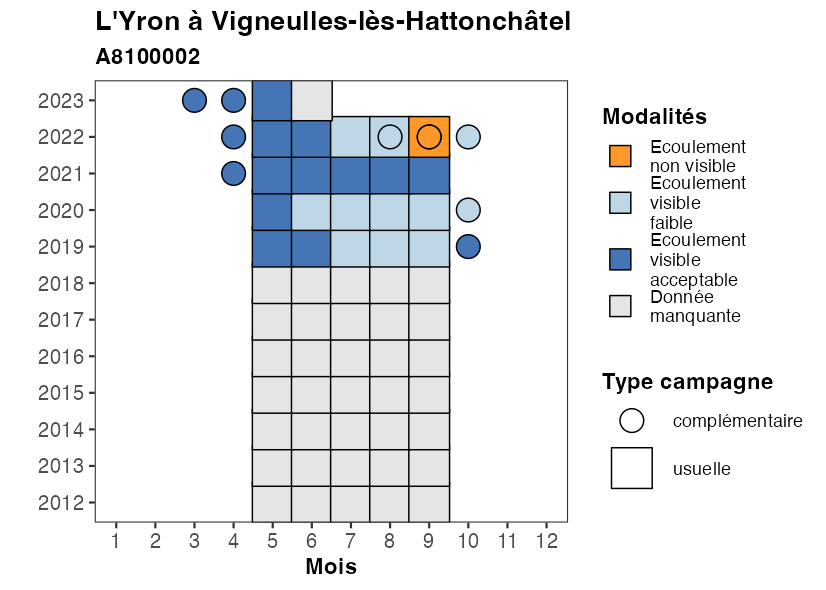 L'Yron à Vigneulles-lès-Hattonchâtel
A8100002
2023
2022
2021
2020
2019
2018
2017
2016
2015
2014
2013
2012
1 2 3 4 5 6 7 8 9 10 11 12
Mois
Modalités
Ecoulement
non visible
Ecoulement
visible
faible
Ecoulement
visible
acceptable
Donnée
manquante
Type campagne
complémentaire
usuelle